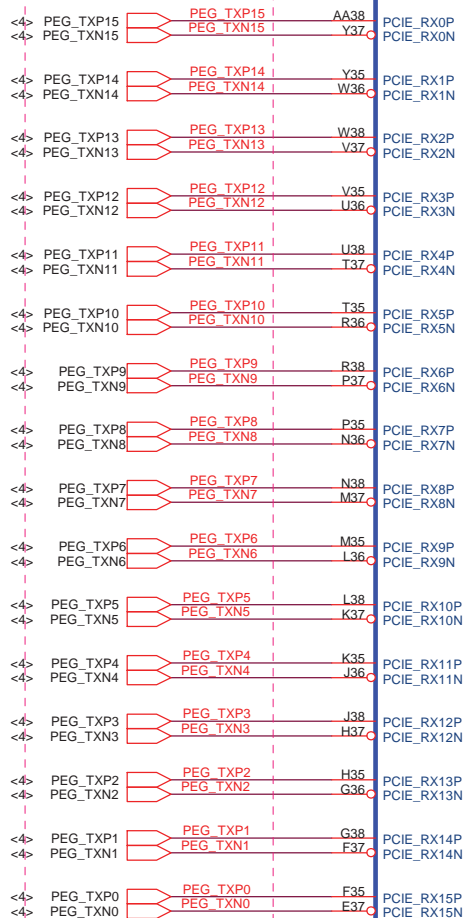 PEG_TXP15 AA38
<4> PEG_TXP15 PEG_TXN15 Y37 PCIE_RX0P
<4> PEG_TXN15 PCIE_RX0N
PEG_TXP14 Y35
<4> PEG_TXP14 PEG_TXN14 W36 PCIE_RX1P
<4> PEG_TXN14 PCIE_RX1N
PEG_TXP13 W38
<4> PEG_TXP13 PEG_TXN13 V37 PCIE_RX2P
<4> PEG_TXN13 PCIE_RX2N
PEG_TXP12 V35
<4> PEG_TXP12 PEG_TXN12 U36 PCIE_RX3P
<4> PEG_TXN12 PCIE_RX3N
PEG_TXP11 U38
<4> PEG_TXP11 PEG_TXN11 T37 PCIE_RX4P
<4> PEG_TXN11 PCIE_RX4N
PEG_TXP10 T35
<4> PEG_TXP10 PEG_TXN10 R36 PCIE_RX5P
<4> PEG_TXN10 PCIE_RX5N
PEG_TXP9 R38
<4> PEG_TXP9 PEG_TXN9 P37 PCIE_RX6P
<4> PEG_TXN9 PCIE_RX6N
PEG_TXP8 P35
<4> PEG_TXP8 PEG_TXN8 N36 PCIE_RX7P
<4> PEG_TXN8 PCIE_RX7N
PEG_TXP7 N38
<4> PEG_TXP7 PEG_TXN7 M37 PCIE_RX8P
<4> PEG_TXN7 PCIE_RX8N
PEG_TXP6 M35
<4> PEG_TXP6 PEG_TXN6 L36 PCIE_RX9P
<4> PEG_TXN6 PCIE_RX9N
PEG_TXP5 L38
<4> PEG_TXP5 PEG_TXN5 K37 PCIE_RX10P
<4> PEG_TXN5 PCIE_RX10N
PEG_TXP4 K35
<4> PEG_TXP4 PEG_TXN4 J36 PCIE_RX11P
<4> PEG_TXN4 PCIE_RX11N
PEG_TXP3 J38
<4> PEG_TXP3 PEG_TXN3 H37 PCIE_RX12P
<4> PEG_TXN3 PCIE_RX12N
PEG_TXP2 H35
<4> PEG_TXP2 PEG_TXN2 G36 PCIE_RX13P
<4> PEG_TXN2 PCIE_RX13N
PEG_TXP1 G38
<4> PEG_TXP1 PEG_TXN1 F37 PCIE_RX14P
<4> PEG_TXN1 PCIE_RX14N
PEG_TXP0 F35
<4> PEG_TXP0 PEG_TXN0 E37 PCIE_RX15P
<4> PEG_TXN0 PCIE_RX15N